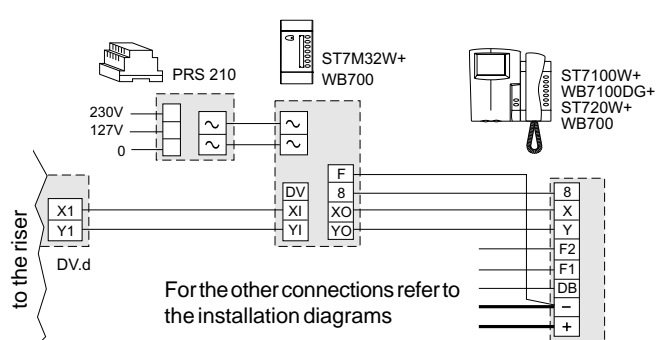 PRS 210
ST7M32W+
WB700
ST7100W+
WB7100DG+
ST720W+
WB700
230V
127V
0
F
DV
8
XI
XO
YI
YO
X1
Y1
DV.d
to the riser
8
X
Y
F2
F1
DB
–
+
For the other connections refer to
the installation diagrams